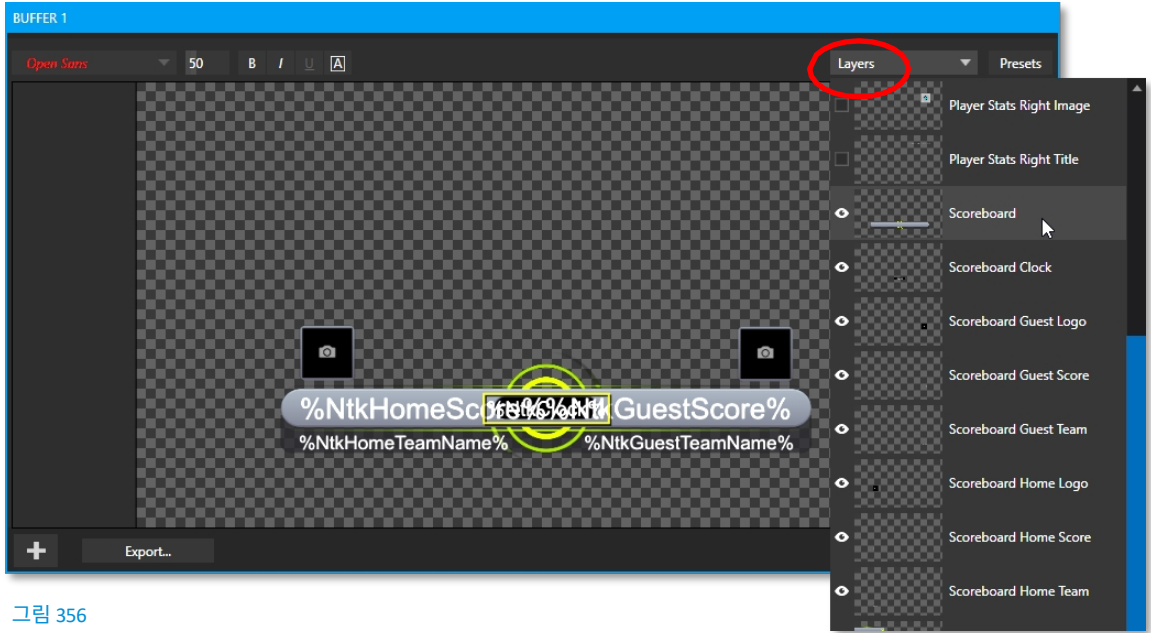 BUFFER 1
Open Sans 50 B I U A Layers Presets
Player Stats Right Image
Player Stats Right Title
Scoreboard
Scoreboard Clock
Scoreboard Guest Logo
Scoreboard Guest Score
Scoreboard Guest Team
Scoreboard Home Logo
Scoreboard Home Score
Scoreboard Home Team
%NtkHomeScore% GuestScore%
%NtkHomeTeamName% %NtkGuestTeamName%
+ Export...
그림 356